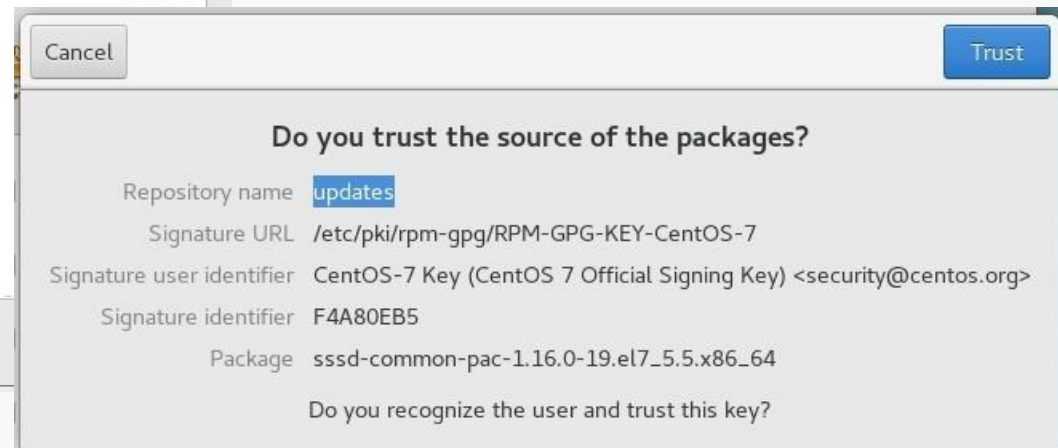 Cancel
Trust
Do you trust the source of the packages?
Repository name updates
Signature URL /etc/pki/rpm-gpg/RPM-GPG-KEY-CentOS-7
Signature user identifier CentOS-7 Key (CentOS 7 Official Signing Key) <security@centos.org>
Signature identifier F4A80EB5
Package sssd-common-pac-1.16.0-19.el7_5.5.x86_64
Do you recognize the user and trust this key?